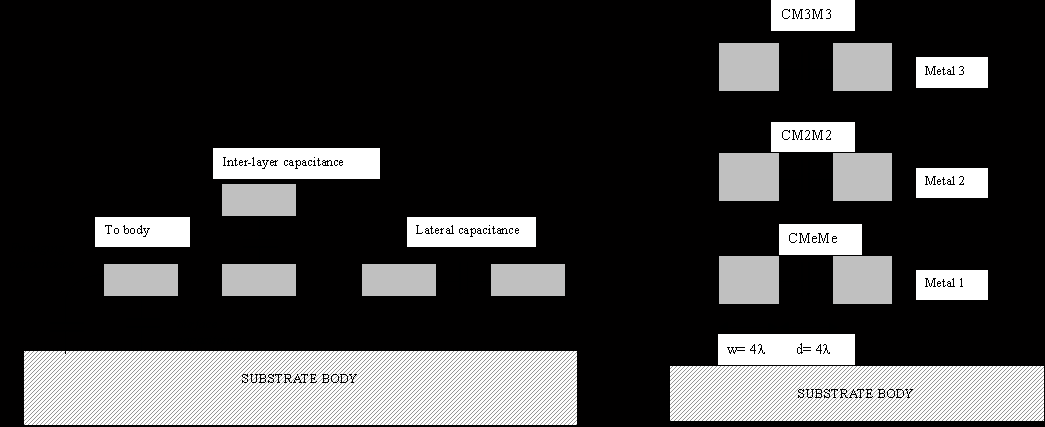 CM3M3
Metal 3
CM2M2
Inter-layer capacitance
Metal 2
To body
Lateral capacitance
CMeMe
Metal 1
w= 4λ d= 4λ
SUBSTRATE BODY
SUBSTRATE BODY